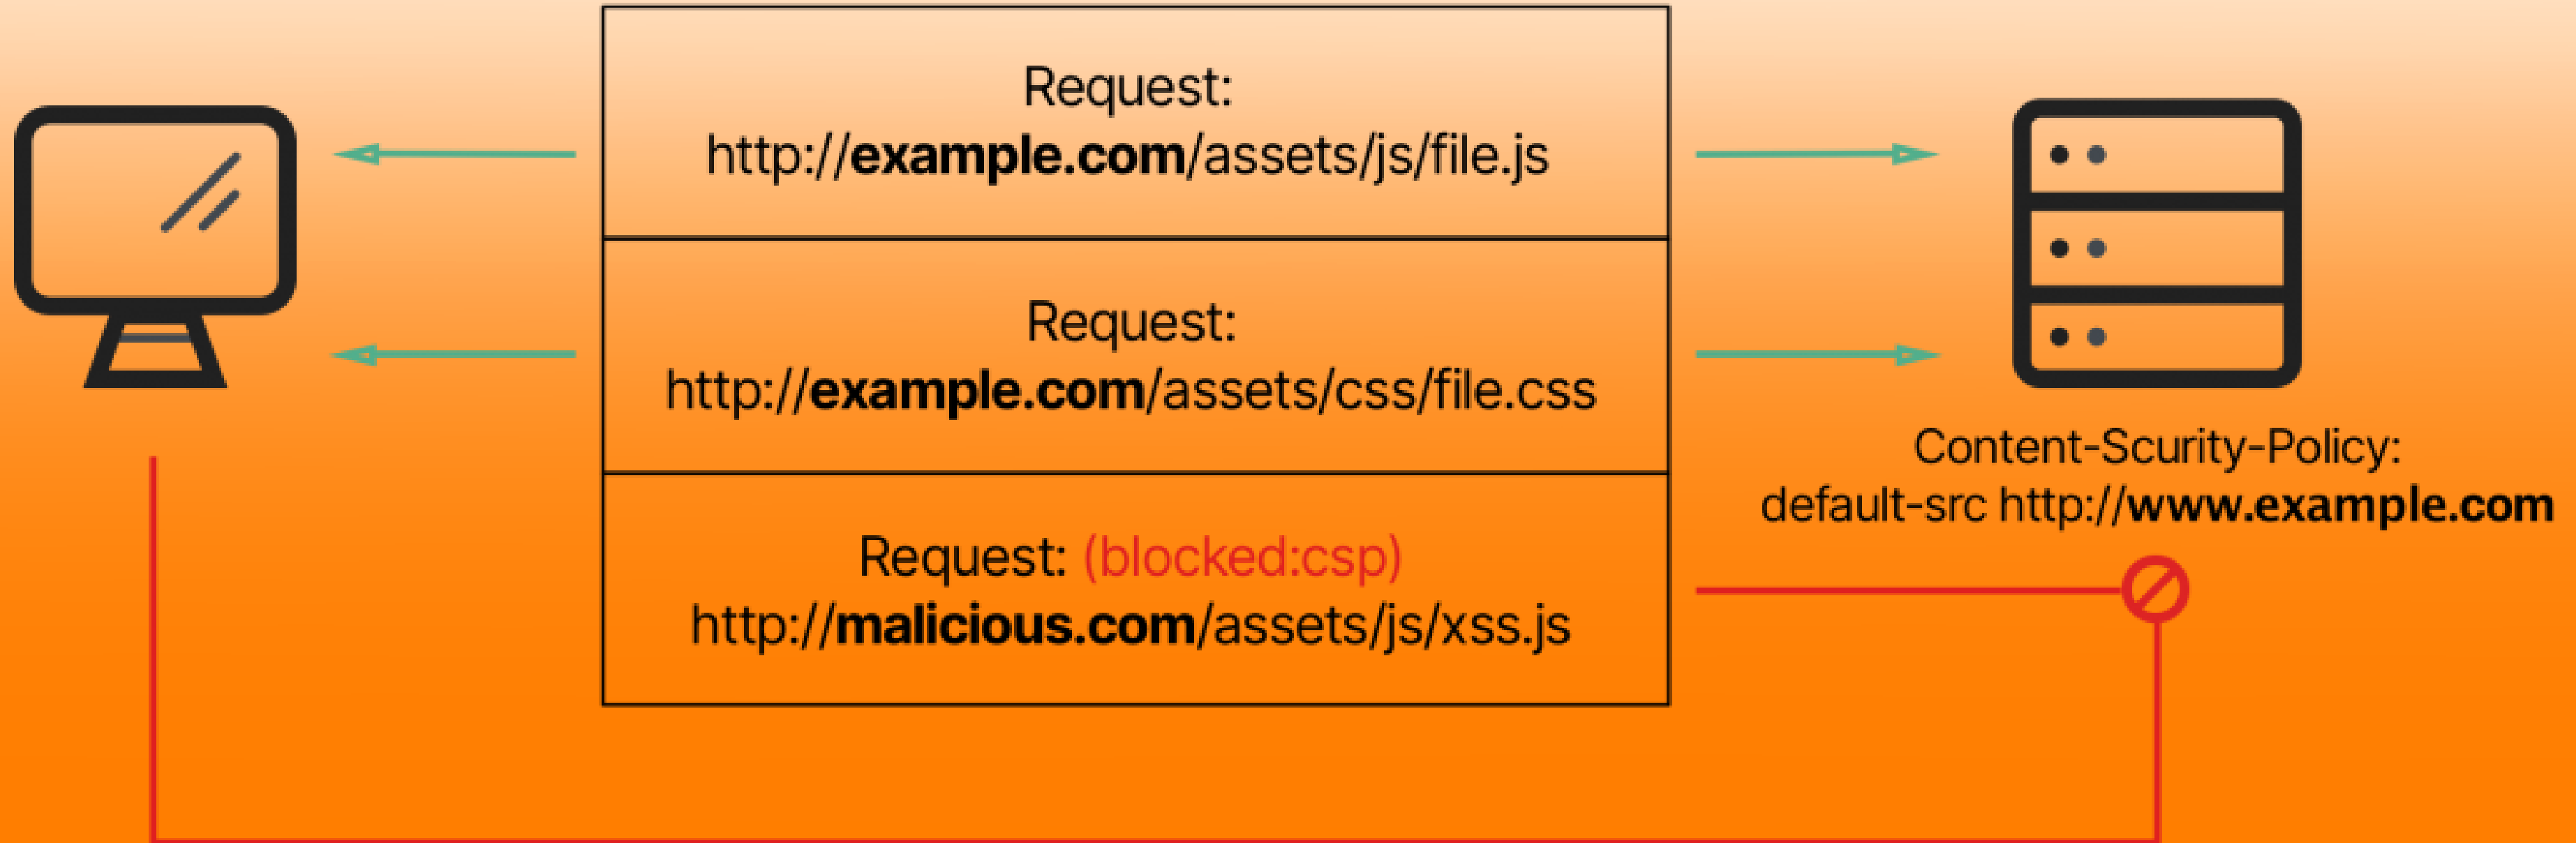 Request:
http://example.com/assets/js/file.js
Request:
http://example.com/assets/css/file.css
Request: (blocked:csp)
http://malicious.com/assets/js/xss.js
Content-Scurity-Policy:
default-src http://www.example.com